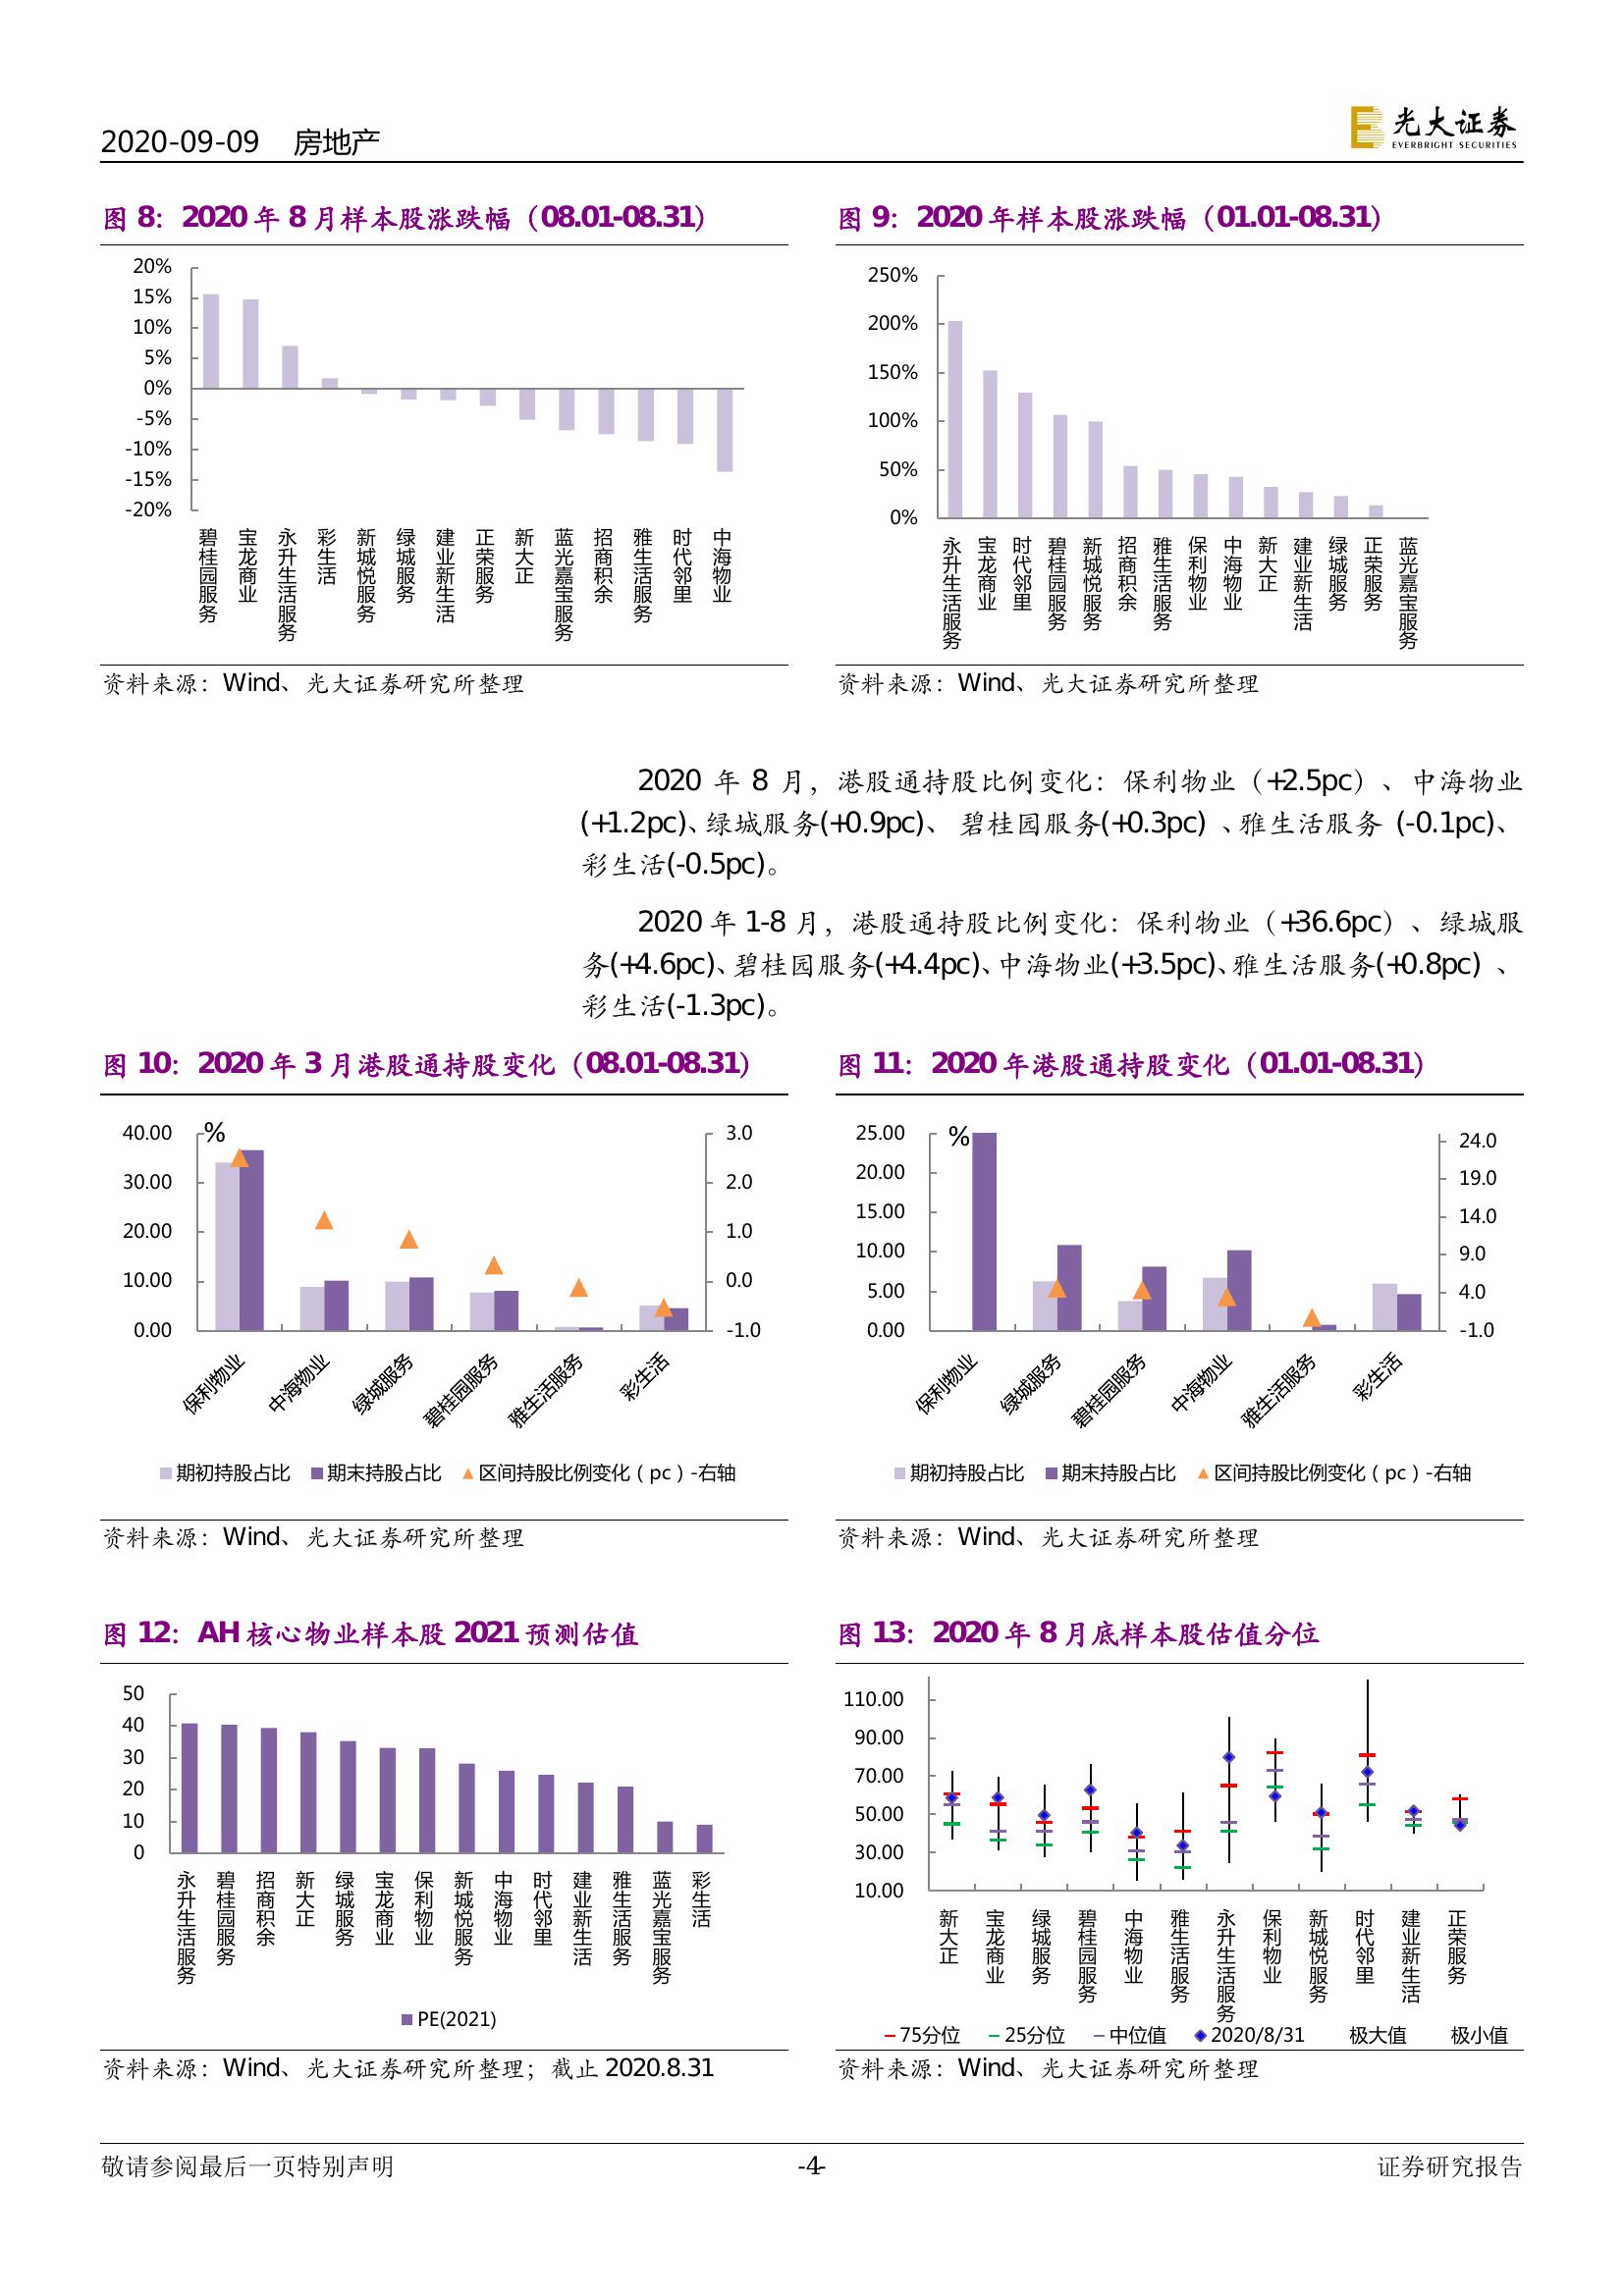 2020-09-09 房地产
光大证券
EVERBRIGHT SECURITIES
图 8：2020 年 8 月样本股涨跌幅（08.01-08.31）
20%
15%
10%
5%
0%
-5%
-10%
-15%
-20%
碧桂园服务
宝龙商业
永升生活服务
彩生活
新城悦服务
绿城服务
建业新生活
正荣服务
新大正
蓝光嘉宝服务
招商积余
雅生活服务
时代邻里
中海物业
资料来源：Wind、光大证券研究所整理
图 9：2020 年样本股涨跌幅（01.01-08.31）
250%
200%
150%
100%
50%
0%
永升生活服务
宝龙商业
时代邻里
碧桂园服务
新城悦服务
招商积余
雅生活服务
保利物业
中海物业
新大正
建业新生活
绿城服务
正荣服务
蓝光嘉宝服务
资料来源：Wind、光大证券研究所整理
2020 年 8 月，港股通持股比例变化：保利物业（+2.5pc）、中海物业
(+1.2pc)、绿城服务(+0.9pc)、 碧桂园服务(+0.3pc) 、雅生活服务 (-0.1pc)、
彩生活(-0.5pc)。
2020 年 1-8 月，港股通持股比例变化：保利物业（+36.6pc）、绿城服
务(+4.6pc)、碧桂园服务(+4.4pc)、中海物业(+3.5pc)、雅生活服务(+0.8pc) 、
彩生活(-1.3pc)。
图 10：2020 年 3 月港股通持股变化（08.01-08.31）
%
40.00
30.00
20.00
10.00
0.00
3.0
2.0
1.0
0.0
-1.0
保利物业
中海物业
绿城服务
碧桂园服务
雅生活服务
彩生活
期初持股占比 期末持股占比 区间持股比例变化（pc）-右轴
资料来源：Wind、光大证券研究所整理
图 11：2020 年港股通持股变化（01.01-08.31）
%
25.00
20.00
15.00
10.00
5.00
0.00
24.0
19.0
14.0
9.0
4.0
-1.0
保利物业
绿城服务
碧桂园服务
中海物业
雅生活服务
彩生活
期初持股占比 期末持股占比 区间持股比例变化（pc）-右轴
资料来源：Wind、光大证券研究所整理
图 12：AH 核心物业样本股 2021 预测估值
50
40
30
20
10
0
永升生活服务
碧桂园服务
招商积余
新大正
绿城服务
宝龙商业
保利物业
新城悦服务
中海物业
时代邻里
建业新生活
雅生活服务
蓝光嘉宝服务
彩生活
PE(2021)
资料来源：Wind、光大证券研究所整理；截止 2020.8.31
图 13：2020 年 8 月底样本股估值分位
110.00
90.00
70.00
50.00
30.00
10.00
新大正
宝龙商业
绿城服务
碧桂园服务
中海物业
雅生活服务
永升生活服务
保利物业
新城悦服务
时代邻里
建业新生活
正荣服务
75分位 25分位 中位值 2020/8/31 极大值 极小值
资料来源：Wind、光大证券研究所整理
敬请参阅最后一页特别声明 -4- 证券研究报告